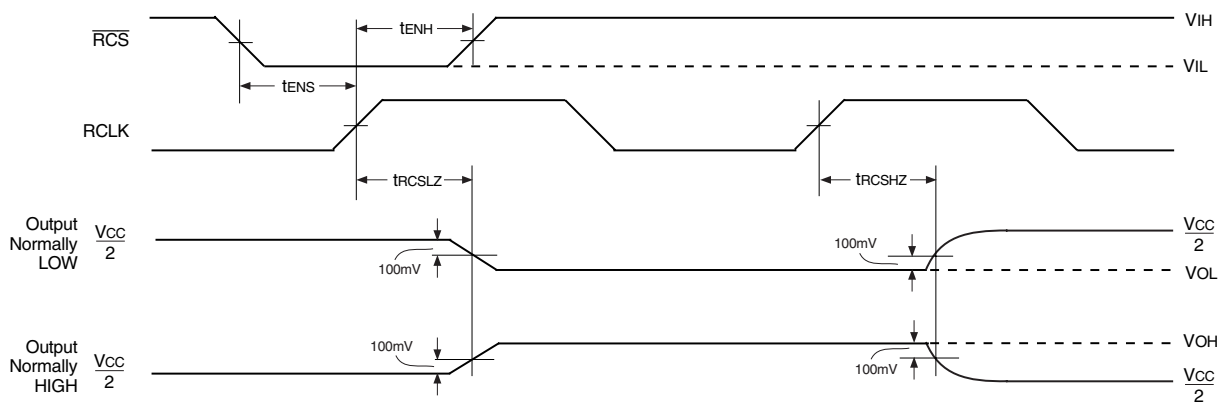 RCS
tENH
VIH
VIL
tENS
RCLK
tRCSLZ
tRCSHZ
Output
Normally
LOW
VCC
2
100mV
100mV
VCC
2
VOL
Output
Normally
HIGH
VCC
2
100mV
100mV
VOH
VCC
2